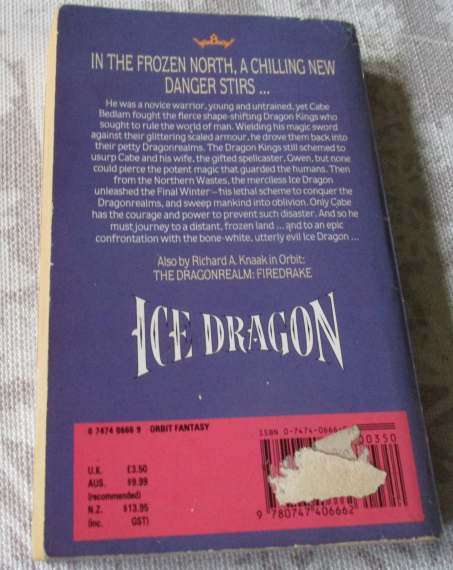 IN THE FROZEN NORTH, A CHILLING NEW
DANGER STIRS ...
He was a novice warrior, young and untrained, yet Cabe
Bedlam fought the fierce shape-shifting Dragon Kings who
sought to rule the world of man. Wielding his magic sword
against their glittering scaled armour, he drove them back into
their petty Dragonrealms. The Dragon Kings still schemed to
usurp Cabe and his wife, the gifted spellcaster, Gwen, but none
could pierce the potent magic that guarded the humans. Then
from the Northern Wastes, the merciless Ice Dragon
unleashed the Final Winter – his lethal scheme to conquer the
Dragonrealms, and sweep mankind into oblivion. Only Cabe
has the courage and power to prevent such disaster. And so he
must journey to a distant, frozen land ... and to an epic
confrontation with the bone-white, utterly evil Ice Dragon ...
Also by Richard A. Knaak in Orbit:
THE DRAGONREALM: FIREDRAKE
ICE DRAGON
0 7474 0666 9 ORBIT FANTASY
ISBN 0-7474-0666-
00350
U.K. £3.50
AUS. $9.99
(recommended)
N.Z. $13.95
(inc. GST)
9 780747 406662